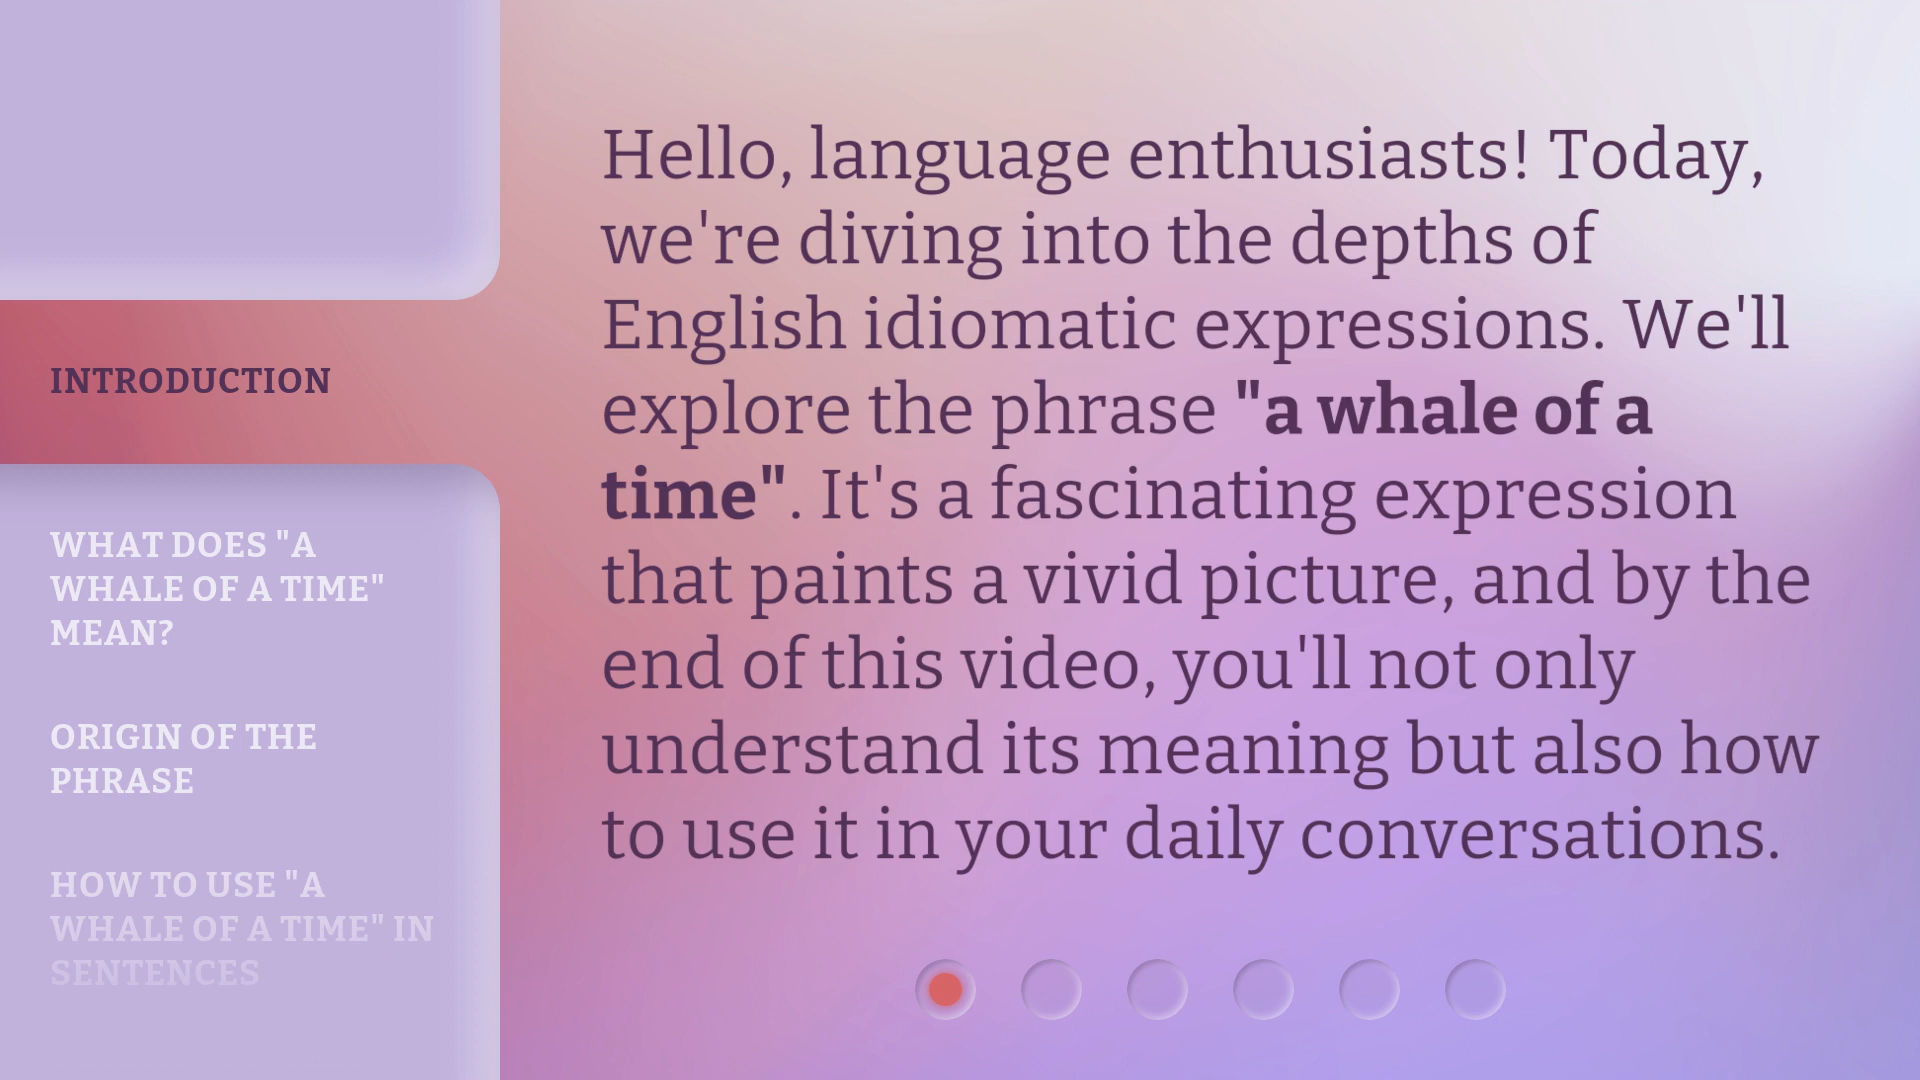 INTRODUCTION
WHAT DOES "A
WHALE OF A TIME"
MEAN?
ORIGIN OF THE
PHRASE
HOW TO USE "A
WHALE OF A TIME" IN
SENTENCES
Hello, language enthusiasts! Today,
we're diving into the depths of
English idiomatic expressions. We'll
explore the phrase "a whale of a
time". It's a fascinating expression
that paints a vivid picture, and by the
end of this video, you'll not only
understand its meaning but also how
to use it in your daily conversations.